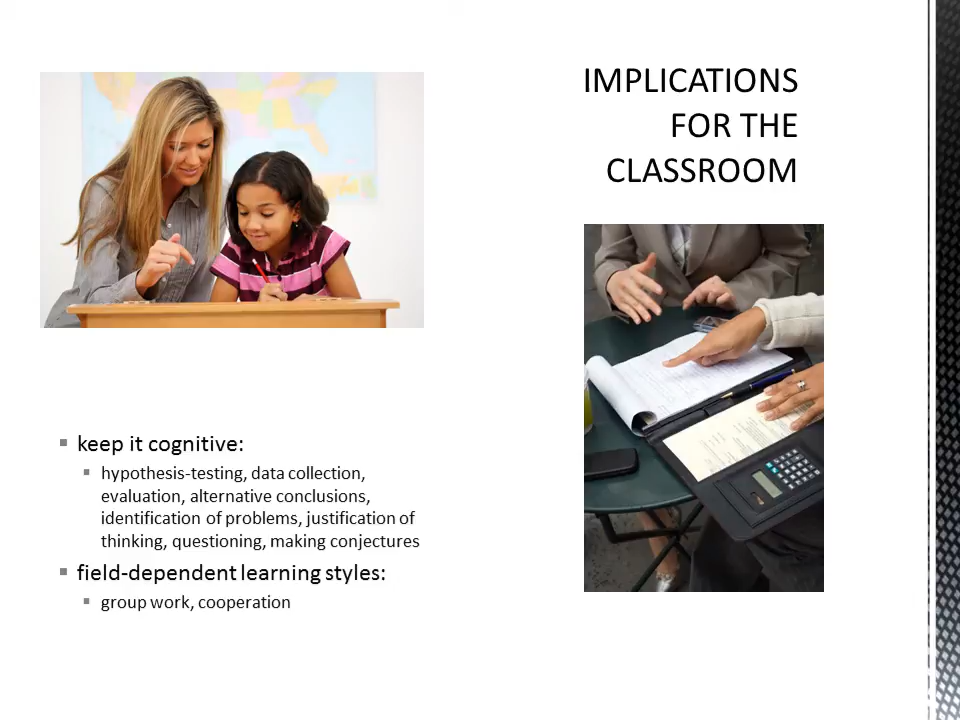 IMPLICATIONS
FOR THE
CLASSROOM
▪ keep it cognitive:
▪ hypothesis-testing, data collection,
evaluation, alternative conclusions,
identification of problems, justification of
thinking, questioning, making conjectures
▪ field-dependent learning styles:
▪ group work, cooperation